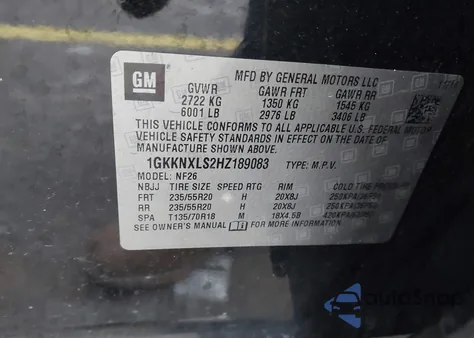 GM
MFD BY GENERAL MOTORS LLC
GVWR GAWR FRT GAWR RR
2722 KG 1350 KG 1545 KG
6001 LB 2976 LB 3406 LB
THIS VEHICLE CONFORMS TO ALL APPLICABLE U.S. FEDERAL MOTOR
VEHICLE SAFETY STANDARDS IN EFFECT ON THE DATE OF
MANUFACTURE SHOWN ABOVE.
1GKKNXLS2HZ189083 TYPE: M.P.V.
MODEL: NF26
NBJJ TIRE SIZE SPEED RTG RIM COLD TIRE
FRT 235/55R20 H 20X8J
RR 235/55R20 H 20X8J
SPA T135/70R18 M 18X4.5B
SEE OWNER'S MANUAL FOR MORE INFORMATION.
AutoSnap